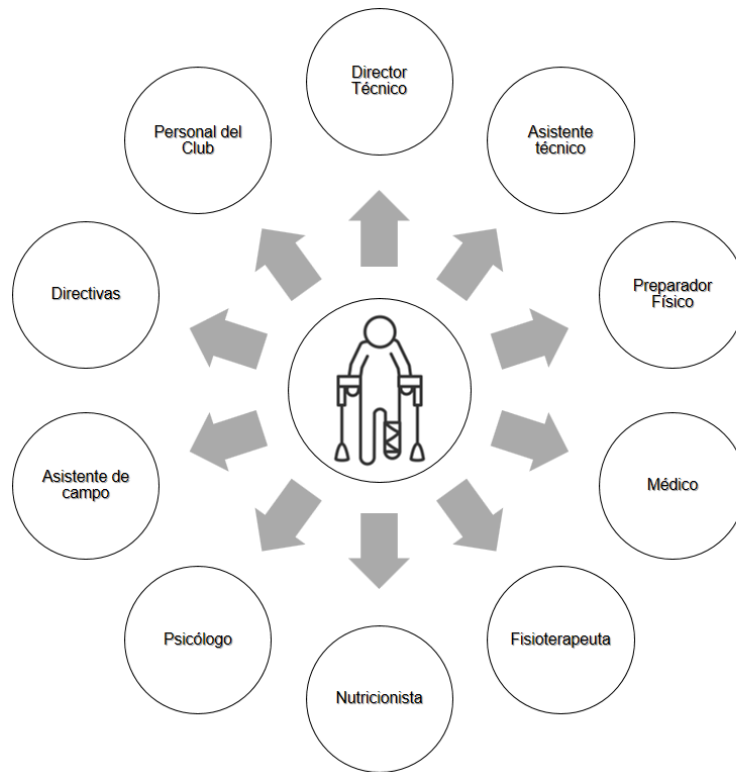 Director
Técnico
Asistente
técnico
Preparador
Físico
Médico
Fisioterapeuta
Nutricionista
Psicólogo
Asistente de
campo
Directivas
Personal del
Club